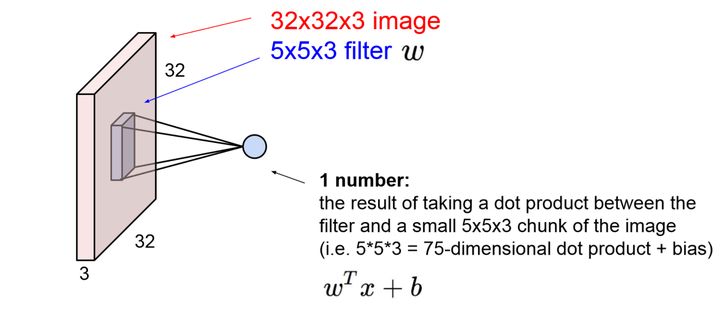 32x32x3 image
5x5x3 filter w
32
32
3
1 number:
the result of taking a dot product between the
filter and a small 5x5x3 chunk of the image
(i.e. 5*5*3 = 75-dimensional dot product + bias)
w^T x + b